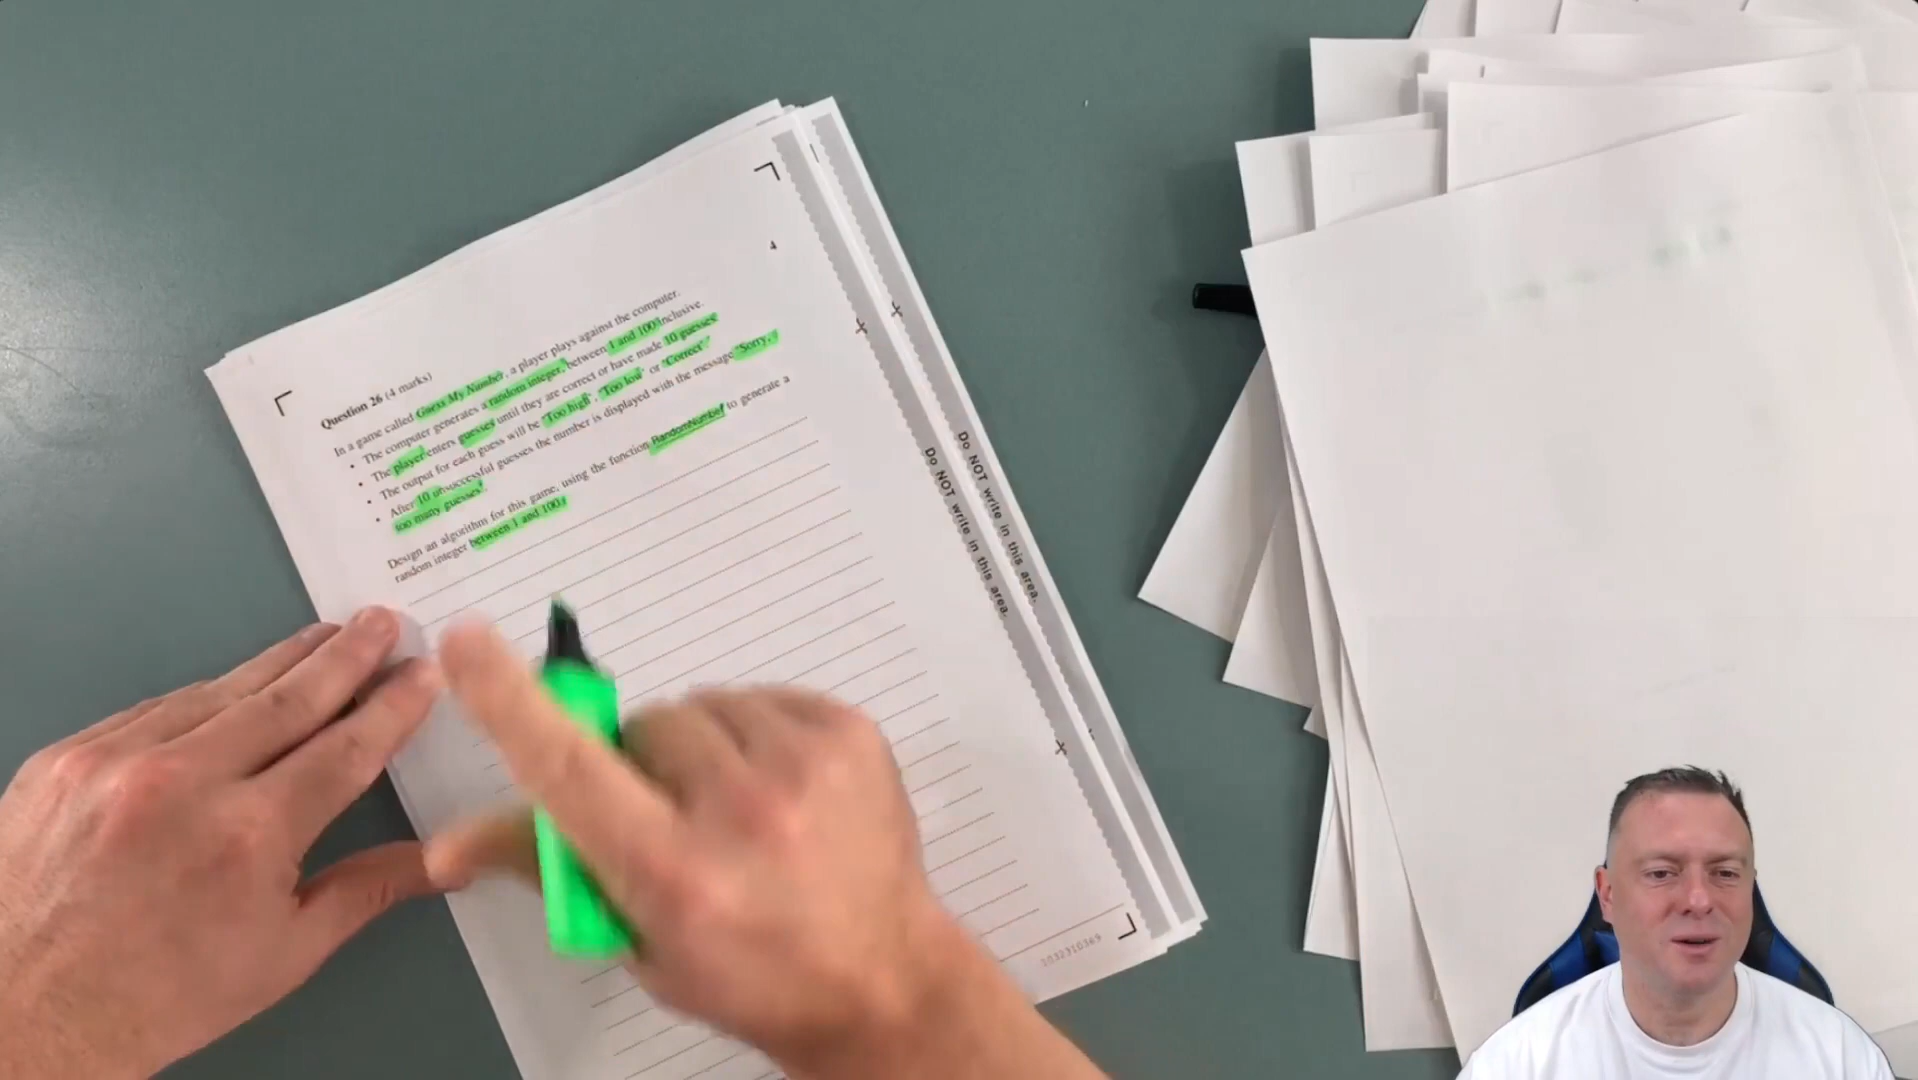 4
Question 26 (4 marks)
In a game called Guess My Number, a player plays against the computer.
• The computer generates a random integer, between 1 and 100 inclusive.
• The player enters guesses until they are correct or have made 10 guesses
• The output for each guess will be "Too high", "Too low" or "Correct".
• After 10 unsuccessful guesses the number is displayed with the message "Sorry,
too many guesses".
Design an algorithm for this game, using the function RandomNumber to generate a
random integer between 1 and 100.
Do NOT write in this area.
Do NOT write in this area.
1032310369